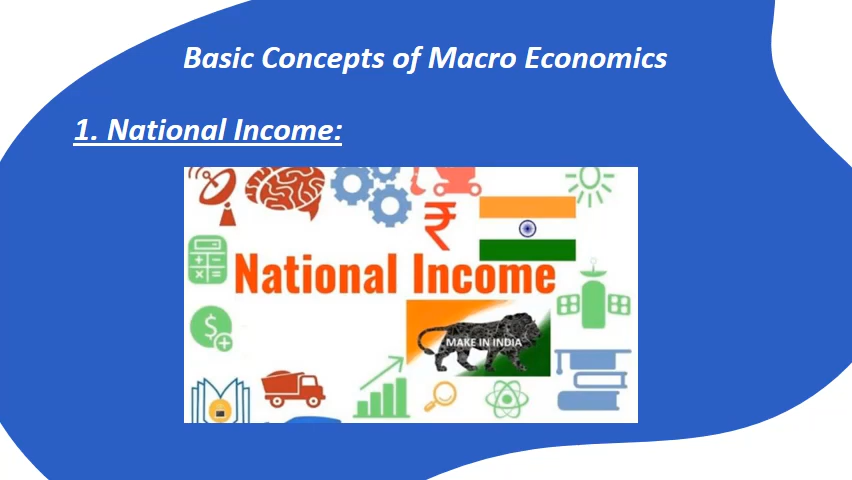 Basic Concepts of Macro Economics
1. National Income:
₹
National Income
MAKE IN INDIA
$